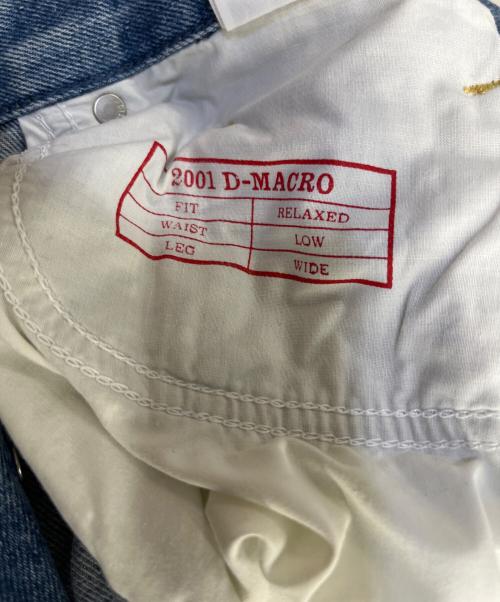 2001 D-MACRO
FIT RELAXED
WAIST LOW
LEG WIDE